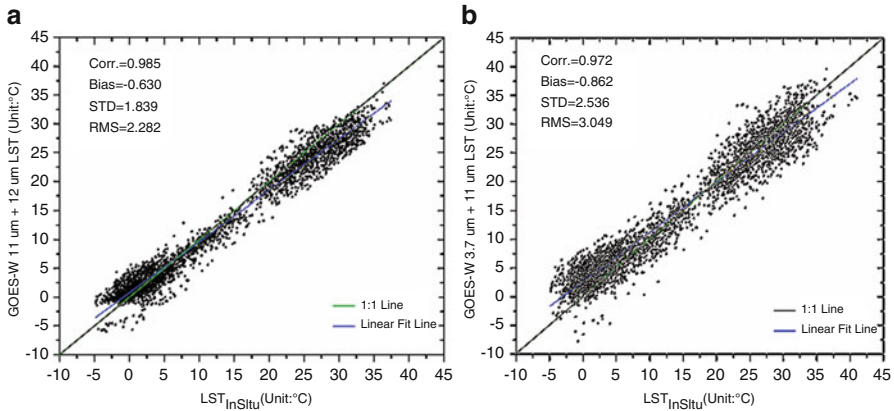 a
GOES-W 11 um + 12 um LST (Unit:°C)
45
40
35
30
25
20
15
10
5
0
-5
-10
Corr.=0.985
Bias=-0.630
STD=1.839
RMS=2.282
1:1 Line
Linear Fit Line
-10 -5 0 5 10 15 20 25 30 35 40 45
LSTInSItu(Unit:°C)
b
GOES-W 3.7 um + 11 um LST (Unit:°C)
45
40
35
30
25
20
15
10
5
0
-5
-10
Corr.=0.972
Bias=-0.862
STD=2.536
RMS=3.049
1:1 Line
Linear Fit Line
-10 -5 0 5 10 15 20 25 30 35 40 45
LSTInSItu(Unit:°C)